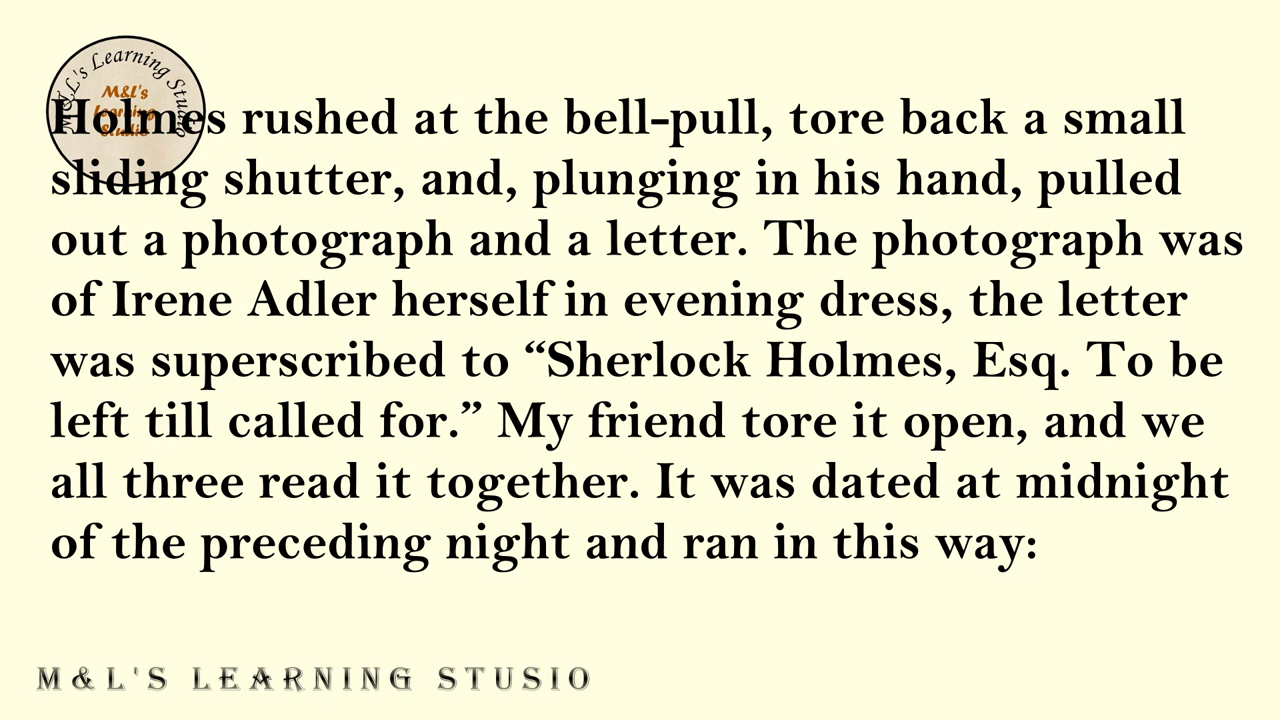 M&L's Learning Studio
M&L's
Learning
Studio
Holmes rushed at the bell-pull, tore back a small
sliding shutter, and, plunging in his hand, pulled
out a photograph and a letter. The photograph was
of Irene Adler herself in evening dress, the letter
was superscribed to “Sherlock Holmes, Esq. To be
left till called for.” My friend tore it open, and we
all three read it together. It was dated at midnight
of the preceding night and ran in this way:
M&L'S LEARNING STUSIO